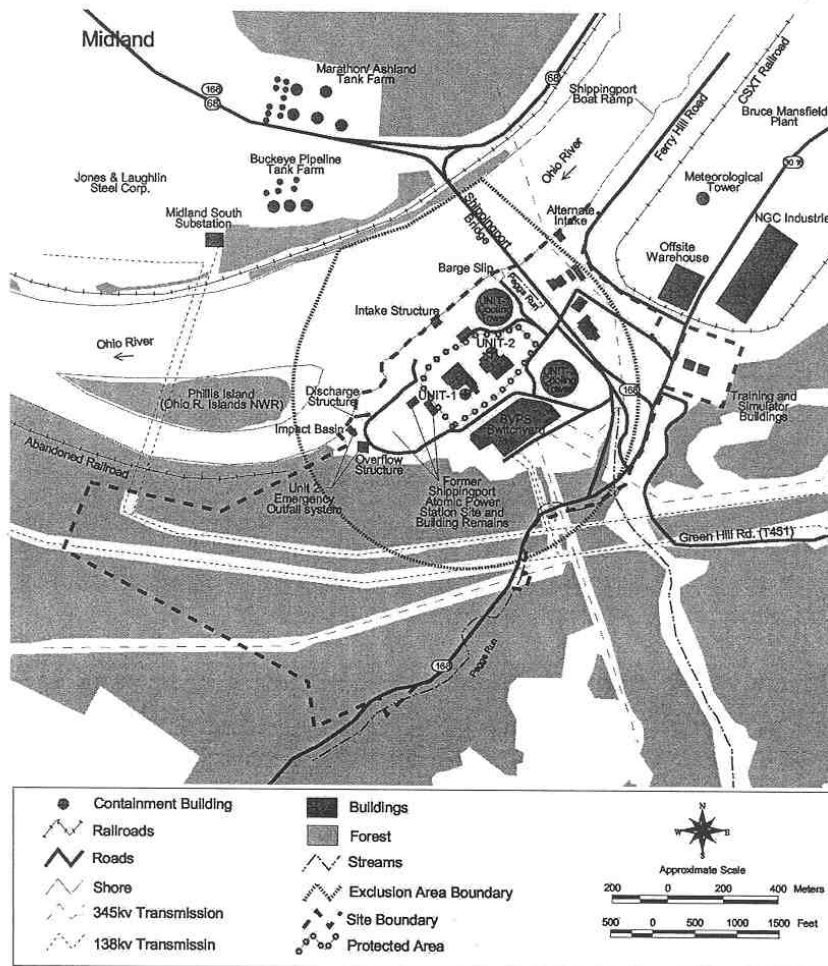 Midland
Marathon/ Ashland
Tank Farm
168
68
68
Shippingport
Boat Ramp
Ferry Hill Road
CSXT Railroad
Bruce Mansfield
Plant
Buckeye Pipeline
Tank Farm
Jones & Laughlin
Steel Corp.
Ohio River
Meteorological
Tower
Midland South
Substation
Shippingport
Bridge
Alternate
Intake
NGC Industries
Offsite
Warehouse
Barge Slip
Peggs Run
Cooling
Tower
Intake Structure
UNIT-2
Ohio River
Phillis Island
(Ohio R. Islands NWR)
Discharge
Structure
UNIT-1
Cooling
Tower
168
Training and
Simulator
Buildings
Impact Basin
BVPS
Switchyard
Abandoned Railroad
Overflow
Structure
Unit 2
Emergency
Outfall system
Former
Shippingport
Atomic Power
Station Site and
Building Remains
Green Hill Rd. (T451)
168
Peggs Run
Containment Building
Railroads
Roads
Shore
345kv Transmission
138kv Transmissin
Buildings
Forest
Streams
Exclusion Area Boundary
Site Boundary
Protected Area
N
W
E
S
Approximate Scale
200 0 200 400 Meters
500 0 500 1000 1500 Feet